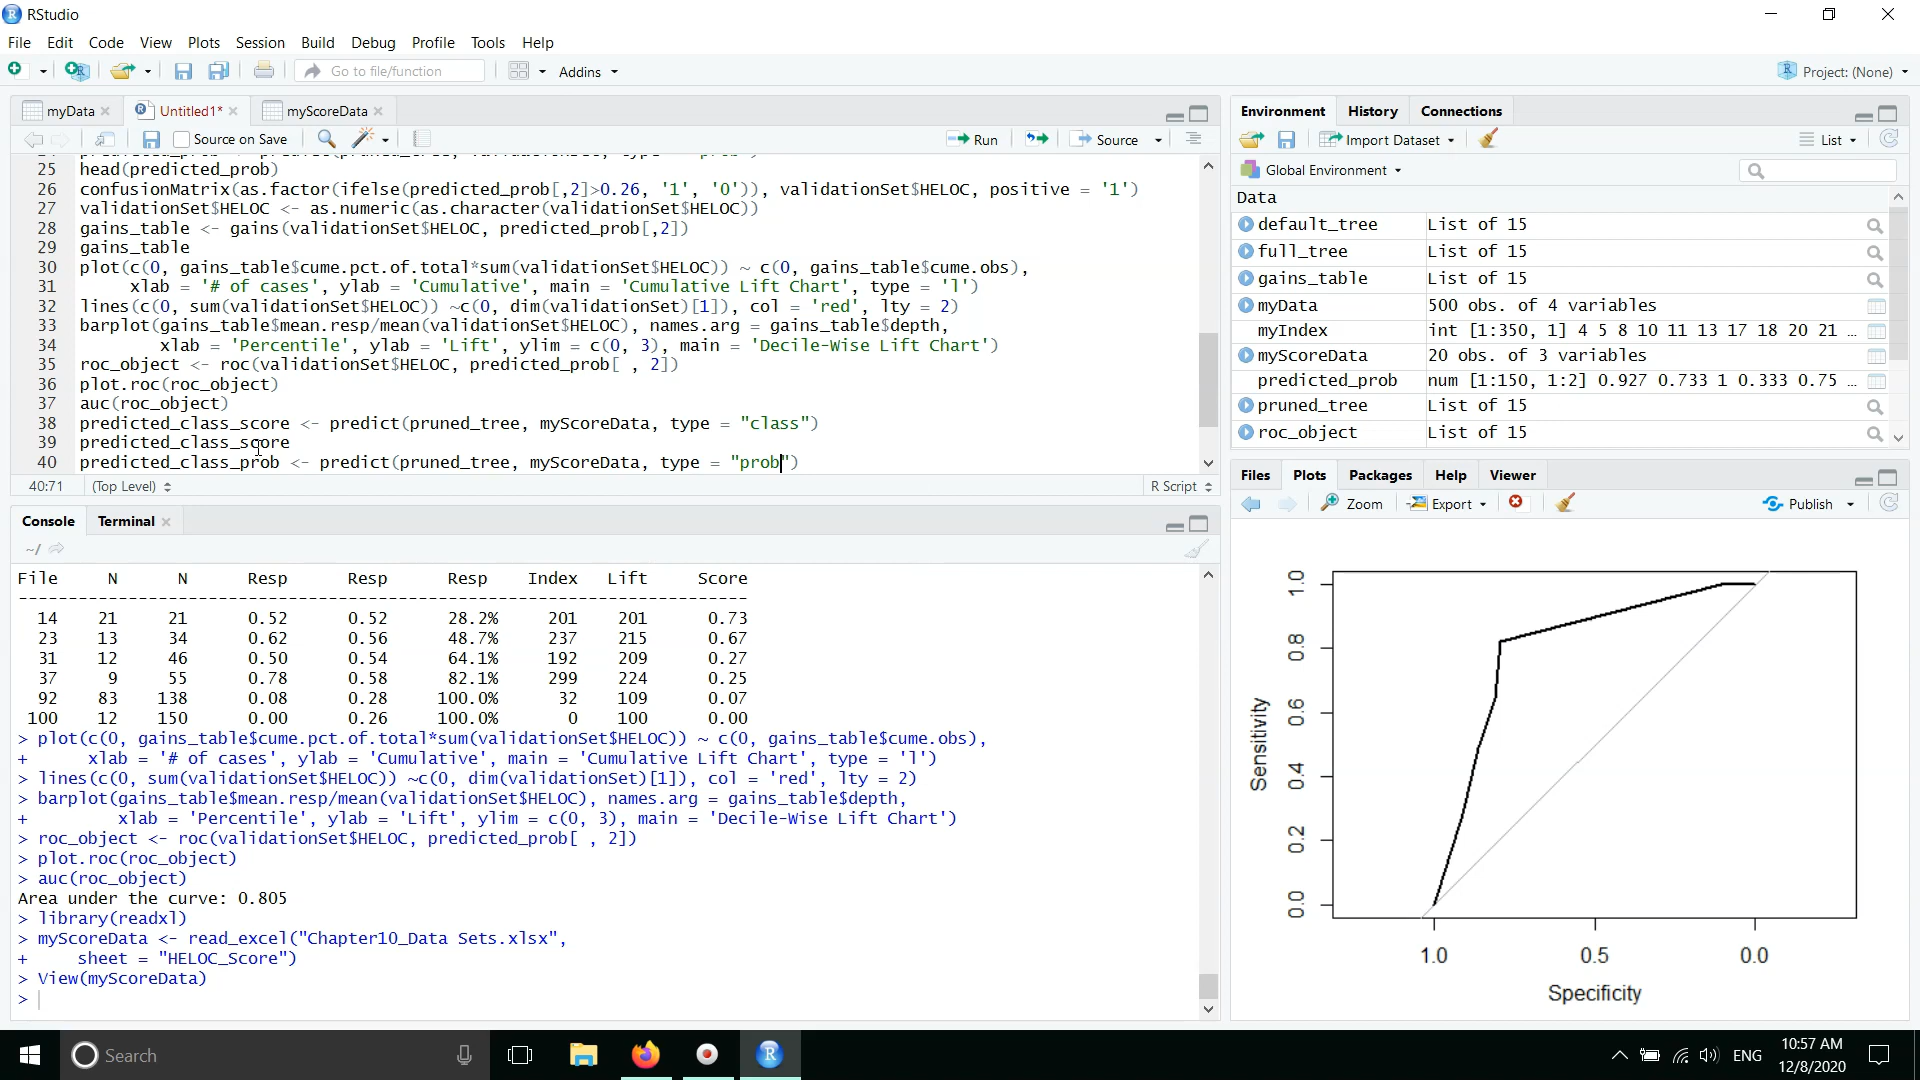 RStudio
File Edit Code View Plots Session Build Debug Profile Tools Help
Go to file/function Addins Project: (None)
myData Untitled1* myScoreData
Source on Save Run Source
25 head(predicted_prob)
26 confusionMatrix(as.factor(ifelse(predicted_prob[,2]>0.26, '1', '0')), validationSet$HELOC, positive = '1')
27 validationSet$HELOC <- as.numeric(as.character(validationSet$HELOC))
28 gains_table <- gains(validationSet$HELOC, predicted_prob[,2])
29 gains_table
30 plot(c(0, gains_table$cume.pct.of.total*sum(validationSet$HELOC)) ~ c(0, gains_table$cume.obs),
31 xlab = '# of cases', ylab = 'Cumulative', main = 'Cumulative Lift Chart', type = 'l')
32 lines(c(0, sum(validationSet$HELOC)) ~c(0, dim(validationSet)[1]), col = 'red', lty = 2)
33 barplot(gains_table$mean.resp/mean(validationSet$HELOC), names.arg = gains_table$depth,
34 xlab = 'Percentile', ylab = 'Lift', ylim = c(0, 3), main = 'Decile-Wise Lift Chart')
35 roc_object <- roc(validationSet$HELOC, predicted_prob[ , 2])
36 plot.roc(roc_object)
37 auc(roc_object)
38 predicted_class_score <- predict(pruned_tree, myScoreData, type = "class")
39 predicted_class_score
40 predicted_class_prob <- predict(pruned_tree, myScoreData, type = "prob")
40:71 (Top Level) R Script
Console Terminal
~/
File N N Resp Resp Resp Index Lift Score
-------------------------------------------------------------------------
14 21 21 0.52 0.52 28.2% 201 201 0.73
23 13 34 0.62 0.56 48.7% 237 215 0.67
31 12 46 0.50 0.54 64.1% 192 209 0.27
37 9 55 0.78 0.58 82.1% 299 224 0.25
92 83 138 0.08 0.28 100.0% 32 109 0.07
100 12 150 0.00 0.26 100.0% 0 100 0.00
> plot(c(0, gains_table$cume.pct.of.total*sum(validationSet$HELOC)) ~ c(0, gains_table$cume.obs),
+ xlab = '# of cases', ylab = 'Cumulative', main = 'Cumulative Lift Chart', type = 'l')
> lines(c(0, sum(validationSet$HELOC)) ~c(0, dim(validationSet)[1]), col = 'red', lty = 2)
> barplot(gains_table$mean.resp/mean(validationSet$HELOC), names.arg = gains_table$depth,
+ xlab = 'Percentile', ylab = 'Lift', ylim = c(0, 3), main = 'Decile-Wise Lift Chart')
> roc_object <- roc(validationSet$HELOC, predicted_prob[ , 2])
> plot.roc(roc_object)
> auc(roc_object)
Area under the curve: 0.805
> library(readxl)
> myScoreData <- read_excel("Chapter10_Data Sets.xlsx",
+ sheet = "HELOC_Score")
> View(myScoreData)
>
Environment History Connections
Import Dataset List
Global Environment
Data
default_tree List of 15
full_tree List of 15
gains_table List of 15
myData 500 obs. of 4 variables
myIndex int [1:350, 1] 4 5 8 10 11 13 17 18 20 21 ...
myScoreData 20 obs. of 3 variables
predicted_prob num [1:150, 1:2] 0.927 0.733 1 0.333 0.75 ...
pruned_tree List of 15
roc_object List of 15
Files Plots Packages Help Viewer
Zoom Export Publish
Sensitivity
1.0
0.8
0.6
0.4
0.2
0.0
1.0 0.5 0.0
Specificity
Search ENG 10:57 AM
12/8/2020